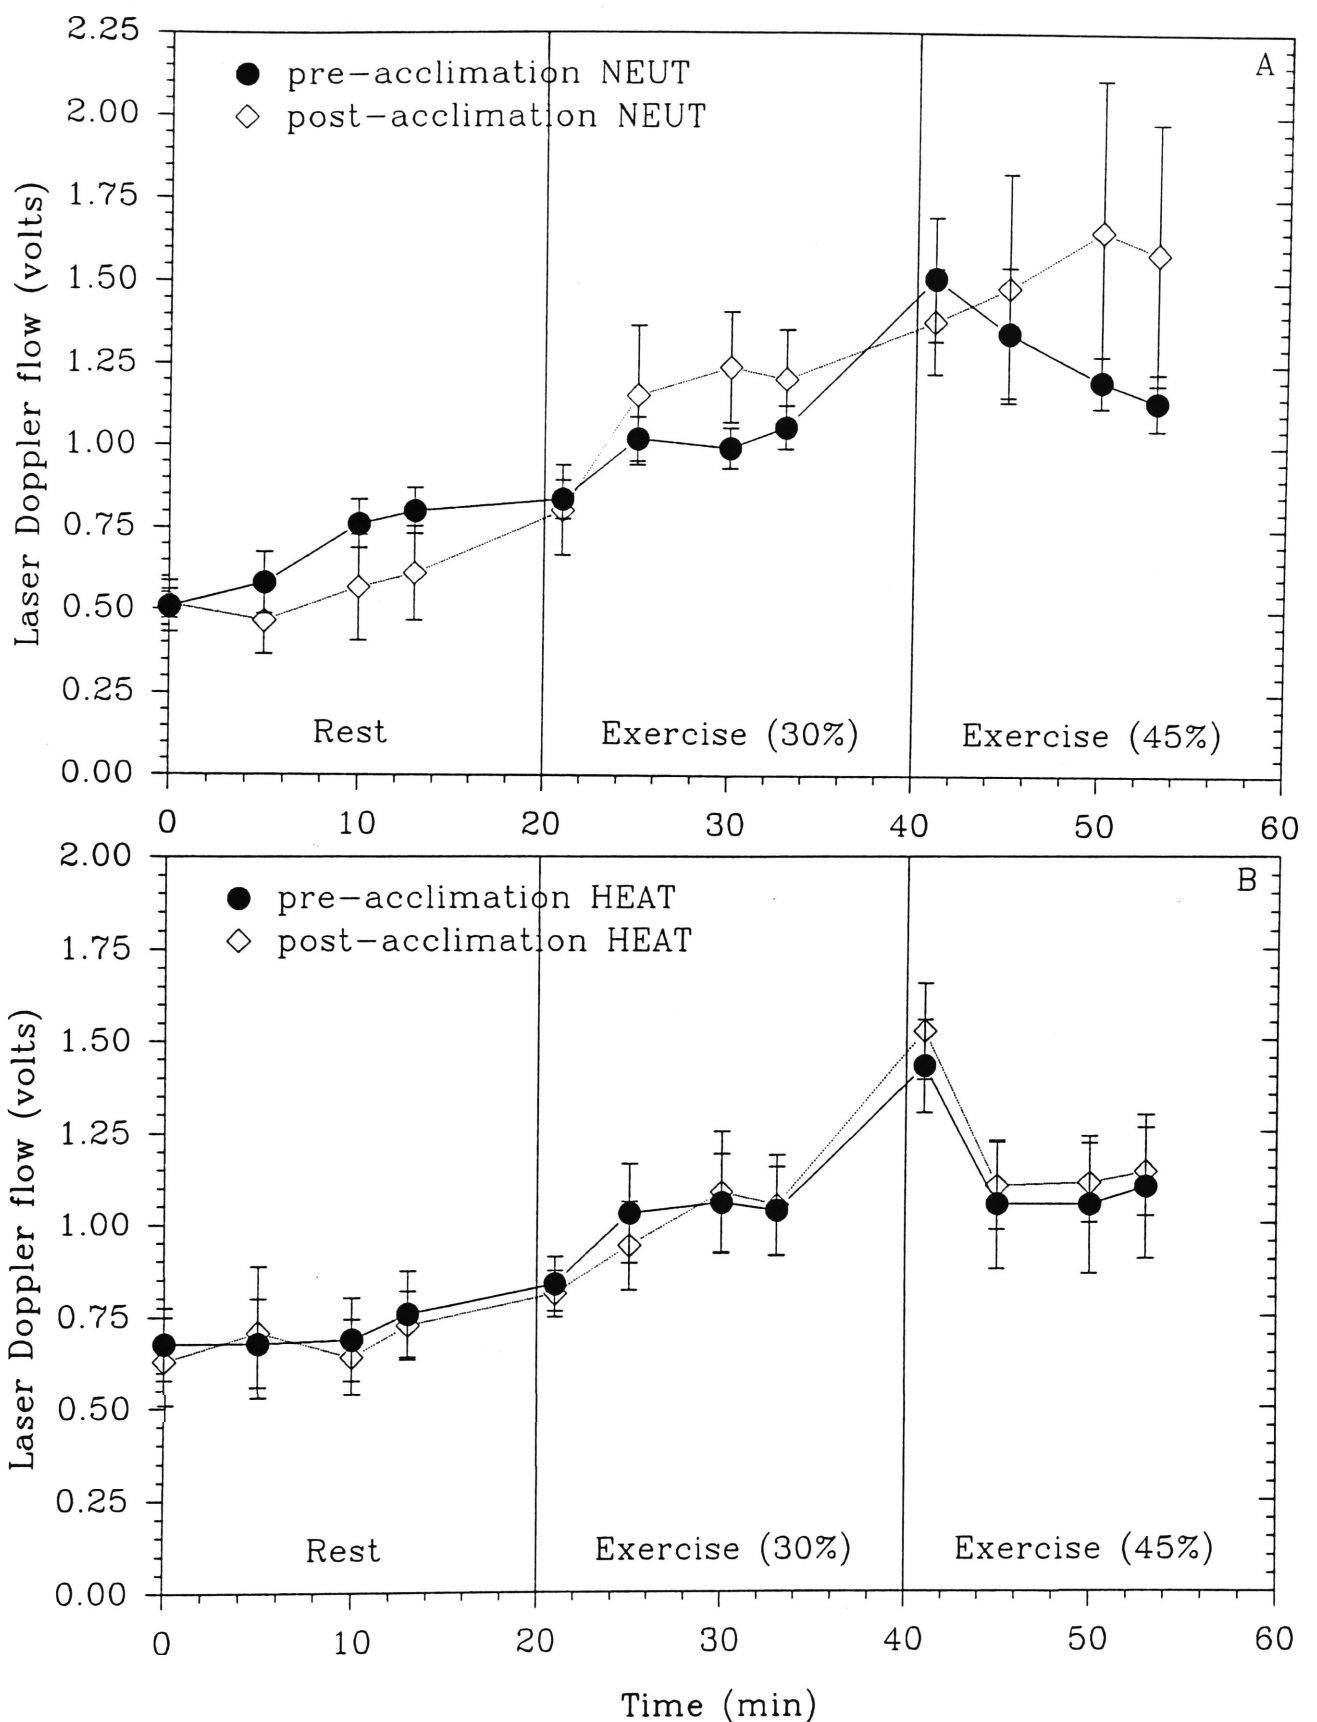 2.25
A
pre-acclimation NEUT
2.00
post-acclimation NEUT
1.75
1.50
1.25
1.00
0.75
0.50
0.25
0.00
Laser Doppler flow (volts)
Rest
Exercise (30%)
Exercise (45%)
0 10 20 30 40 50 60
2.00
B
pre-acclimation HEAT
post-acclimation HEAT
1.75
1.50
1.25
1.00
0.75
0.50
0.25
0.00
Laser Doppler flow (volts)
Rest
Exercise (30%)
Exercise (45%)
0 10 20 30 40 50 60
Time (min)